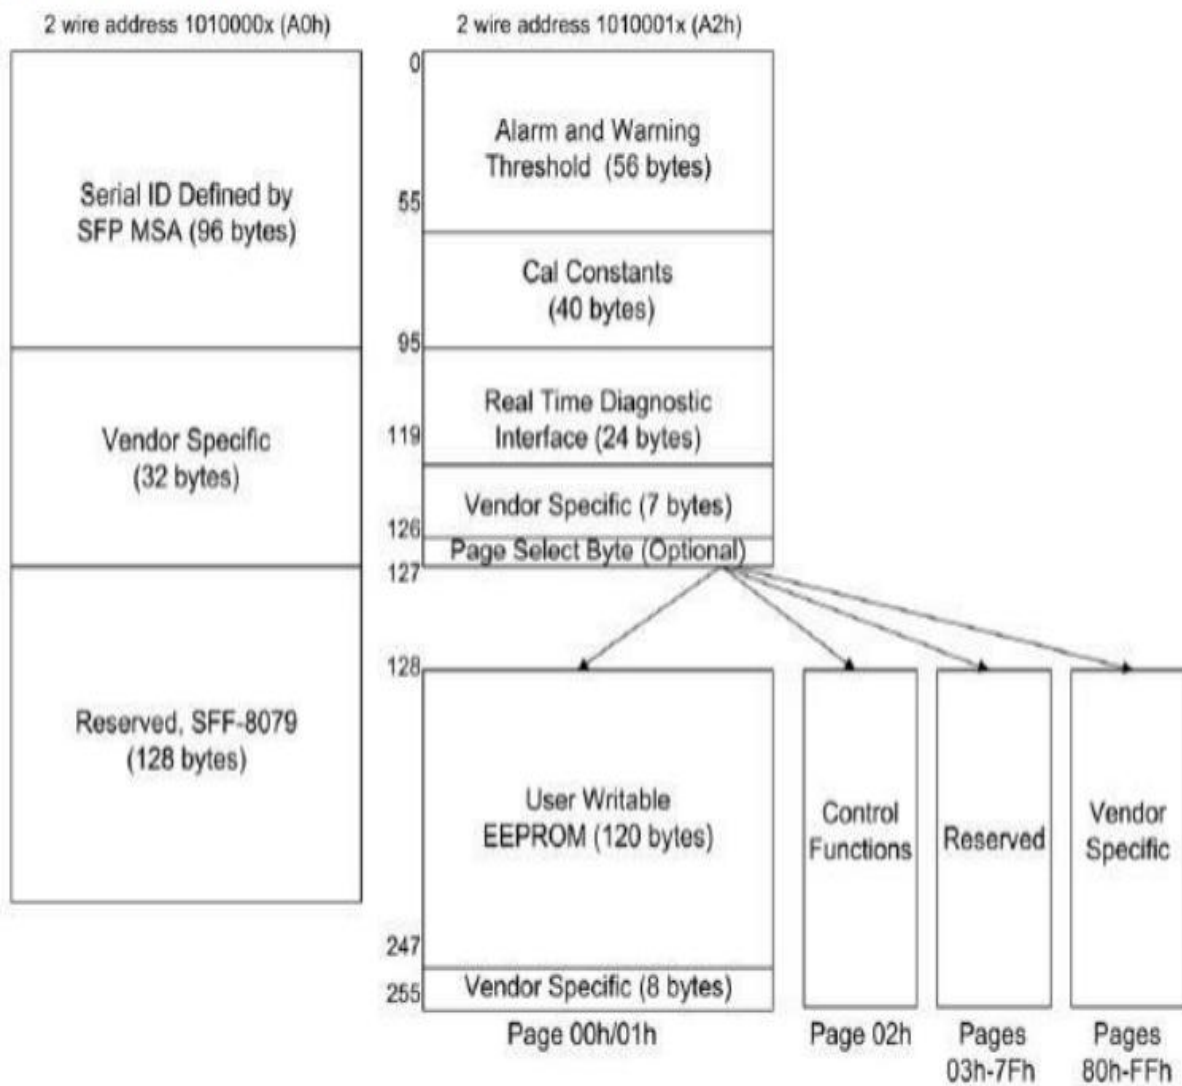 2 wire address 1010000x (A0h)
Serial ID Defined by
SFP MSA (96 bytes)
Vendor Specific
(32 bytes)
Reserved, SFF-8079
(128 bytes)
2 wire address 1010001x (A2h)
0
Alarm and Warning
Threshold (56 bytes)
55
Cal Constants
(40 bytes)
95
Real Time Diagnostic
Interface (24 bytes)
119
Vendor Specific (7 bytes)
126
Page Select Byte (Optional)
127
128
User Writable
EEPROM (120 bytes)
247
Vendor Specific (8 bytes)
255
Page 00h/01h
Control
Functions
Page 02h
Reserved
Pages
03h-7Fh
Vendor
Specific
Pages
80h-FFh